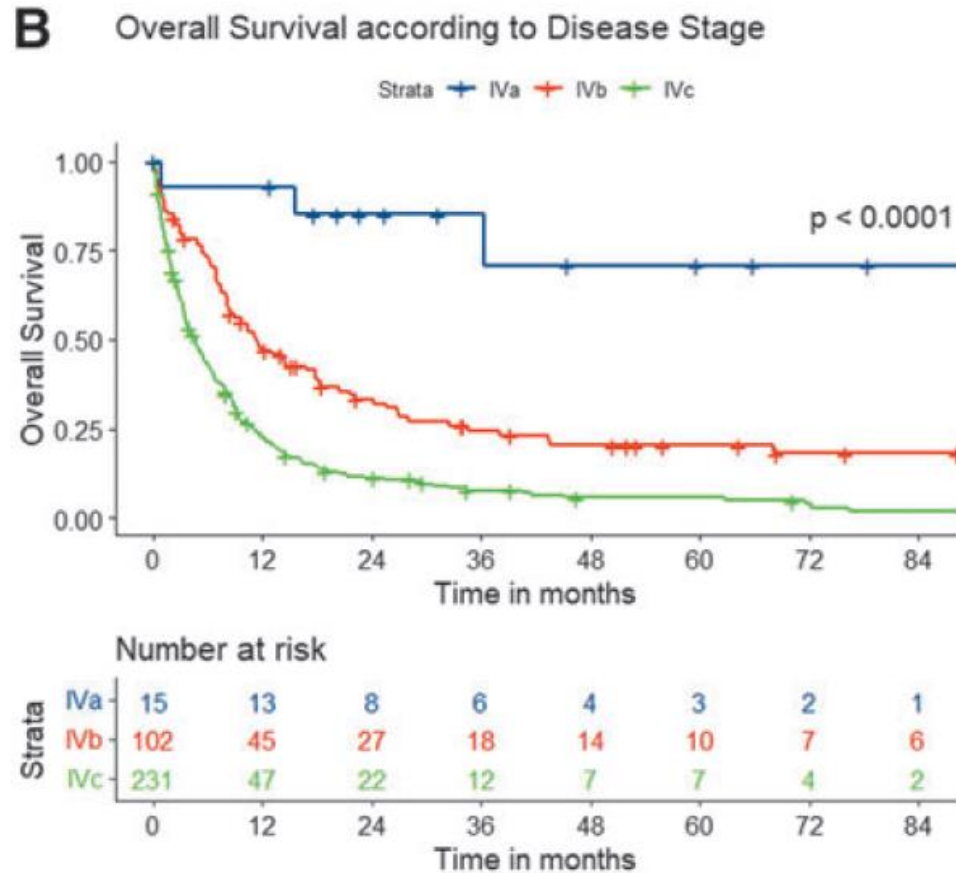 B Overall Survival according to Disease Stage
Strata IVa IVb IVc
1.00
0.75
0.50
0.25
0.00
Overall Survival
p < 0.0001
0 12 24 36 48 60 72 84
Time in months
Number at risk
Strata
IVa 15 13 8 6 4 3 2 1
IVb 102 45 27 18 14 10 7 6
IVc 231 47 22 12 7 7 4 2
0 12 24 36 48 60 72 84
Time in months